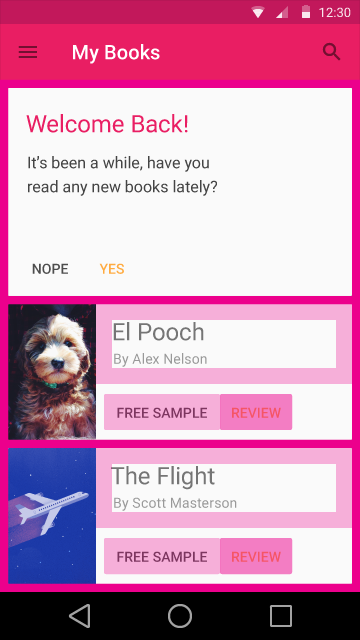 12:30
My Books
Welcome Back!
It's been a while, have you
read any new books lately?
NOPE YES
El Pooch
By Alex Nelson
FREE SAMPLE REVIEW
The Flight
By Scott Masterson
FREE SAMPLE REVIEW